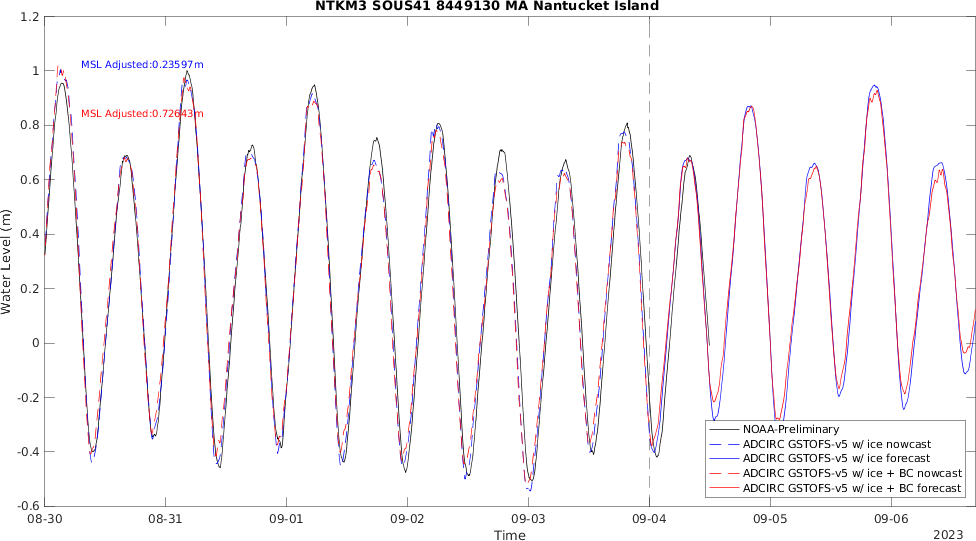 NTKM3 SOUS41 8449130 MA Nantucket Island
1.2
1
0.8
0.6
0.4
0.2
0
-0.2
-0.4
-0.6
Water Level (m)
MSL Adjusted:0.23597m
MSL Adjusted:0.72643m
NOAA-Preliminary
ADCIRC GSTOFS-v5 w/ ice nowcast
ADCIRC GSTOFS-v5 w/ ice forecast
ADCIRC GSTOFS-v5 w/ ice + BC nowcast
ADCIRC GSTOFS-v5 w/ ice + BC forecast
08-30
08-31
09-01
09-02
09-03
09-04
09-05
09-06
Time
2023